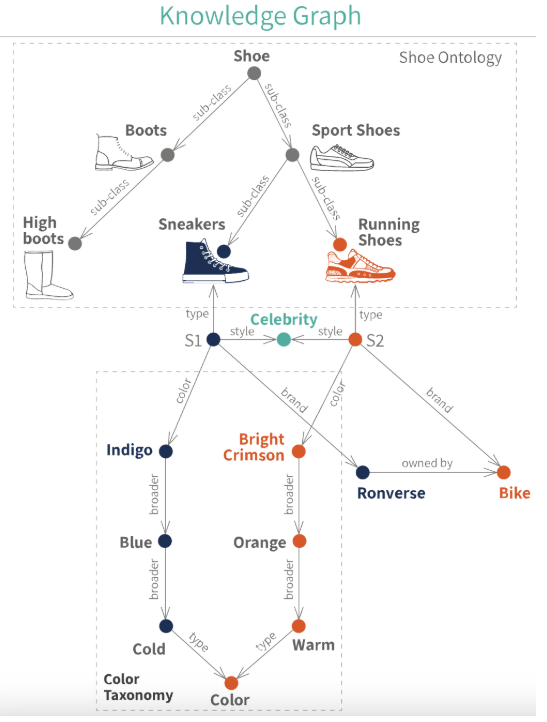 Knowledge Graph
Shoe Ontology
Shoe
sub-class
sub-class
Boots
Sport Shoes
sub-class
sub-class
sub-class
High
boots
Sneakers
Running
Shoes
type
type
Celebrity
S1
style
style
S2
color
brand
color
brand
Indigo
Bright
Crimson
owned by
Ronverse
Bike
broader
broader
Blue
Orange
broader
broader
Cold
Warm
type
type
Color
Taxonomy
Color